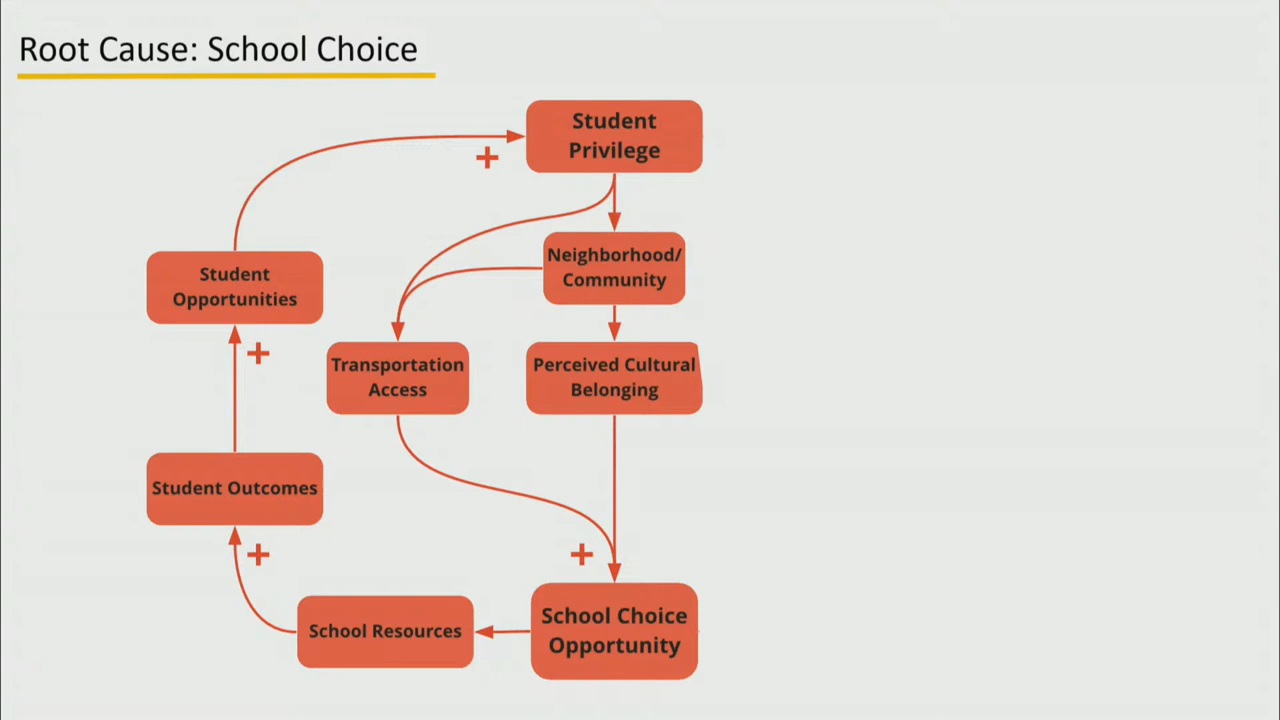 Root Cause: School Choice
Student
Privilege
+
Neighborhood/
Community
Student
Opportunities
+
Transportation
Access
Perceived Cultural
Belonging
Student Outcomes
+
+
School Choice
Opportunity
School Resources